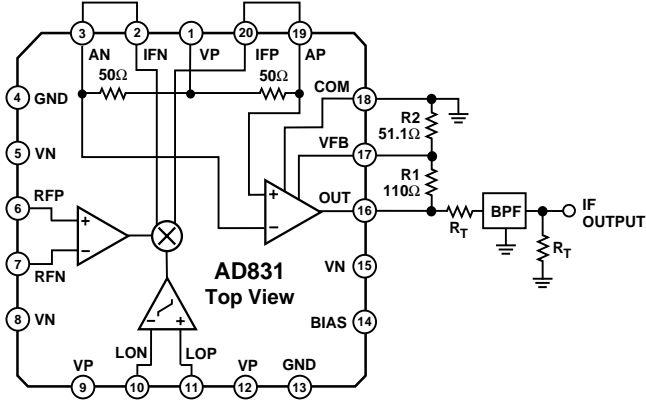 3 2 1 20 19
AN IFN VP IFP AP
50Ω 50Ω
COM
18
4 GND
R2
51.1Ω
5 VN
VFB 17
R1
110Ω
6 RFP
+
−
+
−
OUT 16
R_T
BPF
IF
OUTPUT
R_T
7 RFN
AD831
Top View
VN 15
8 VN
BIAS 14
− +
LON LOP
VP VP GND
9 10 11 12 13